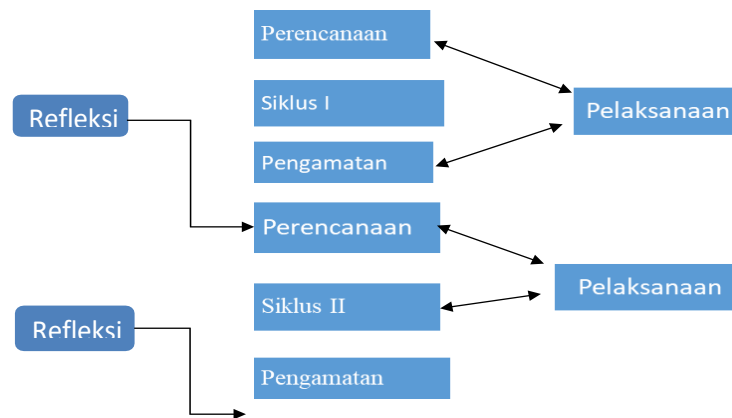 Perencanaan
Siklus I
Pelaksanaan
Refleksi
Pengamatan
Perencanaan
Siklus II
Pelaksanaan
Refleksi
Pengamatan